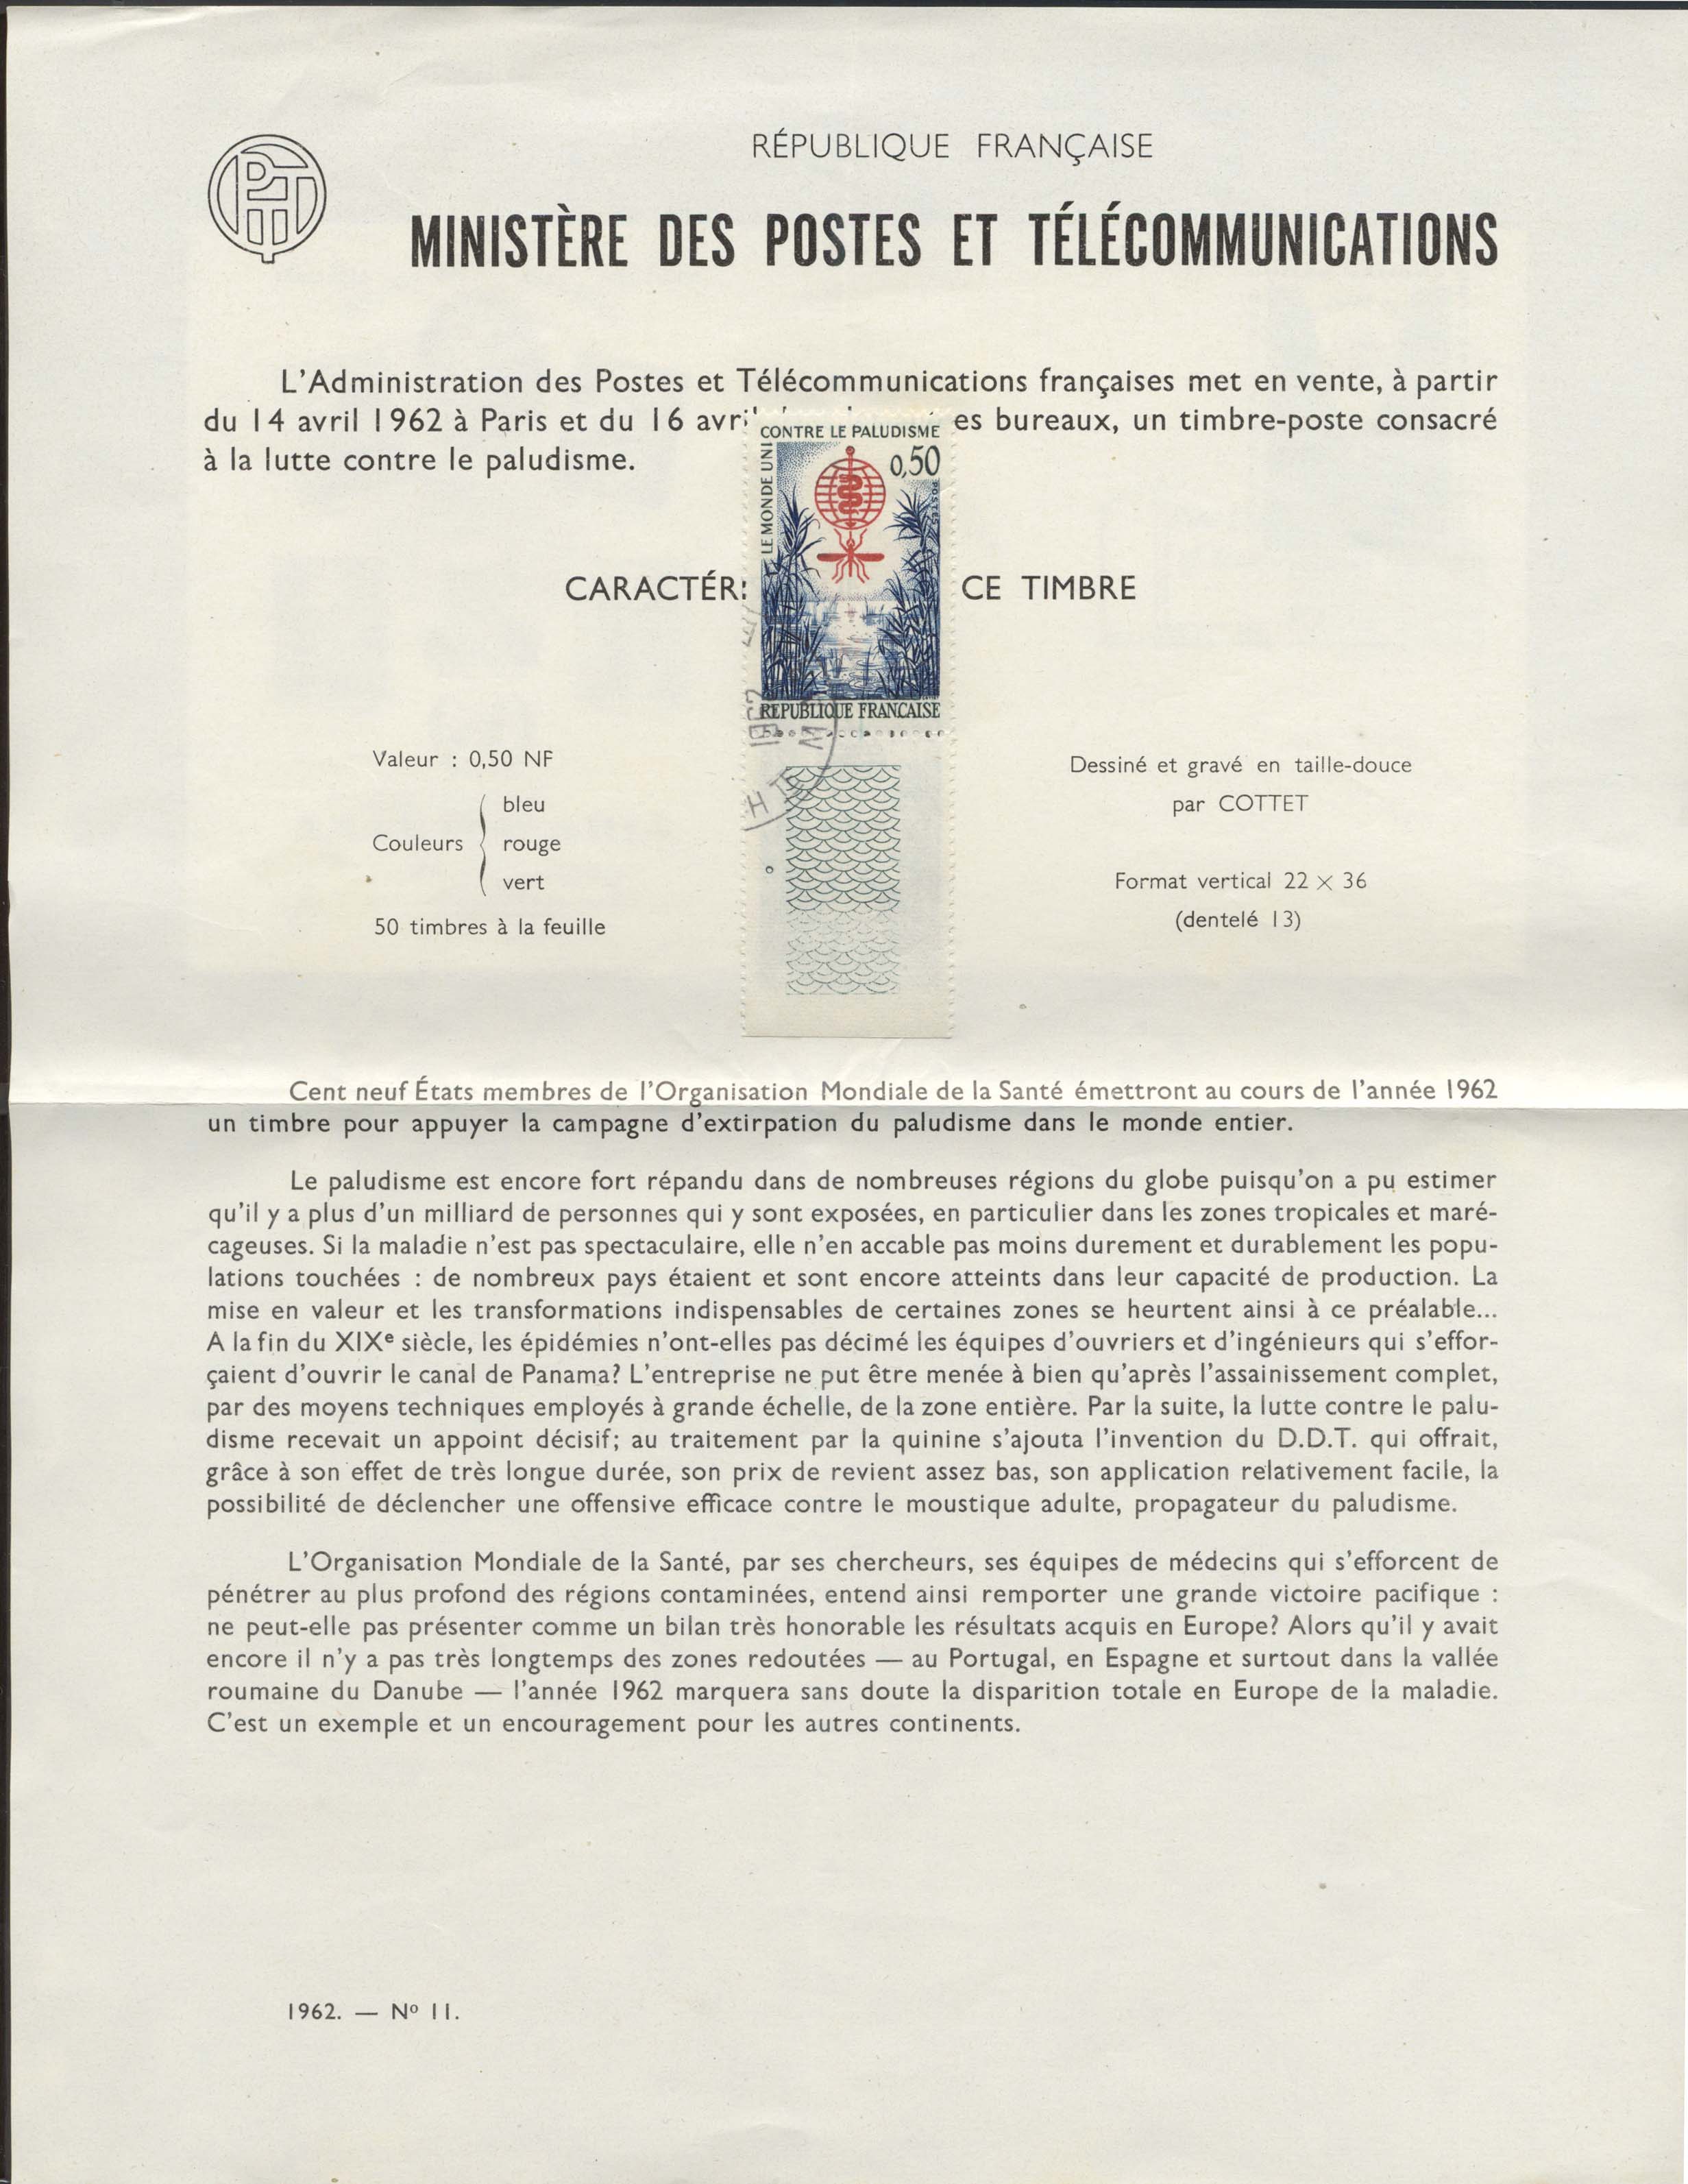 PTT
RÉPUBLIQUE FRANÇAISE
MINISTÈRE DES POSTES ET TÉLÉCOMMUNICATIONS
L'Administration des Postes et Télécommunications françaises met en vente, à partir
du 14 avril 1962 à Paris et du 16 es bureaux, un timbre-poste consacré
à la lutte contre le paludisme.
CONTRE LE PALUDISME
LE MONDE UNI
0,50
POSTES
CE TIMBRE
REPUBLIQUE FRANÇAISE
1962
Valeur : 0,50 NF
Couleurs
bleu
rouge
vert
50 timbres à la feuille
Dessiné et gravé en taille-douce
par COTTET
Format vertical 22 × 36
(dentelé 13)
Cent neuf États membres de l'Organisation Mondiale de la Santé émettront au cours de l'année 1962
un timbre pour appuyer la campagne d'extirpation du paludisme dans le monde entier.
Le paludisme est encore fort répandu dans de nombreuses régions du globe puisqu'on a pu estimer
qu'il y a plus d'un milliard de personnes qui y sont exposées, en particulier dans les zones tropicales et maré-
cageuses. Si la maladie n'est pas spectaculaire, elle n'en accable pas moins durement et durablement les popu-
lations touchées : de nombreux pays étaient et sont encore atteints dans leur capacité de production. La
mise en valeur et les transformations indispensables de certaines zones se heurtent ainsi à ce préalable...
A la fin du XIXe siècle, les épidémies n'ont-elles pas décimé les équipes d'ouvriers et d'ingénieurs qui s'effor-
çaient d'ouvrir le canal de Panama? L'entreprise ne put être menée à bien qu'après l'assainissement complet,
par des moyens techniques employés à grande échelle, de la zone entière. Par la suite, la lutte contre le palu-
disme recevait un appoint décisif; au traitement par la quinine s'ajouta l'invention du D.D.T. qui offrait,
grâce à son effet de très longue durée, son prix de revient assez bas, son application relativement facile, la
possibilité de déclencher une offensive efficace contre le moustique adulte, propagateur du paludisme.
L'Organisation Mondiale de la Santé, par ses chercheurs, ses équipes de médecins qui s'efforcent de
pénétrer au plus profond des régions contaminées, entend ainsi remporter une grande victoire pacifique :
ne peut-elle pas présenter comme un bilan très honorable les résultats acquis en Europe? Alors qu'il y avait
encore il n'y a pas très longtemps des zones redoutées — au Portugal, en Espagne et surtout dans la vallée
roumaine du Danube — l'année 1962 marquera sans doute la disparition totale en Europe de la maladie.
C'est un exemple et un encouragement pour les autres continents.
1962. — Nº 11.